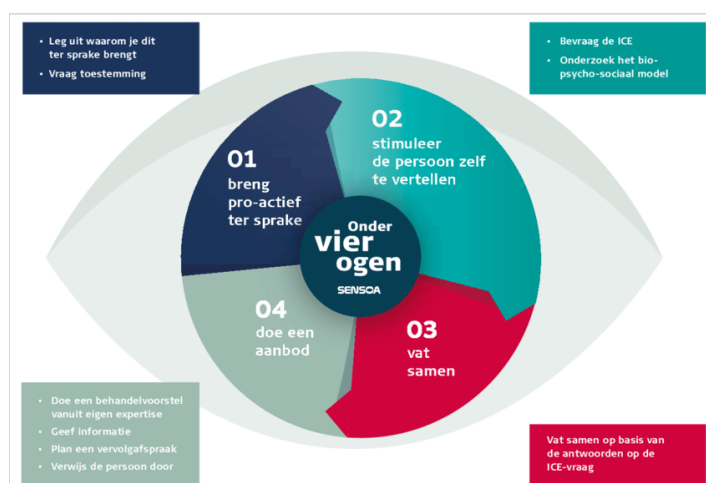 • Leg uit waarom je dit
ter sprake brengt
• Vraag toestemming
• Bevraag de ICE
• Onderzoek het bio-
psycho-sociaal model
01
breng
pro-actief
ter sprake
02
stimuleer
de persoon zelf
te vertellen
Onder
vier
ogen
SENSOA
03
vat
samen
04
doe een
aanbod
• Doe een behandelvoorstel
vanuit eigen expertise
• Geef informatie
• Plan een vervolgafspraak
• Verwijs de persoon door
Vat samen op basis van
de antwoorden op de
ICE-vraag